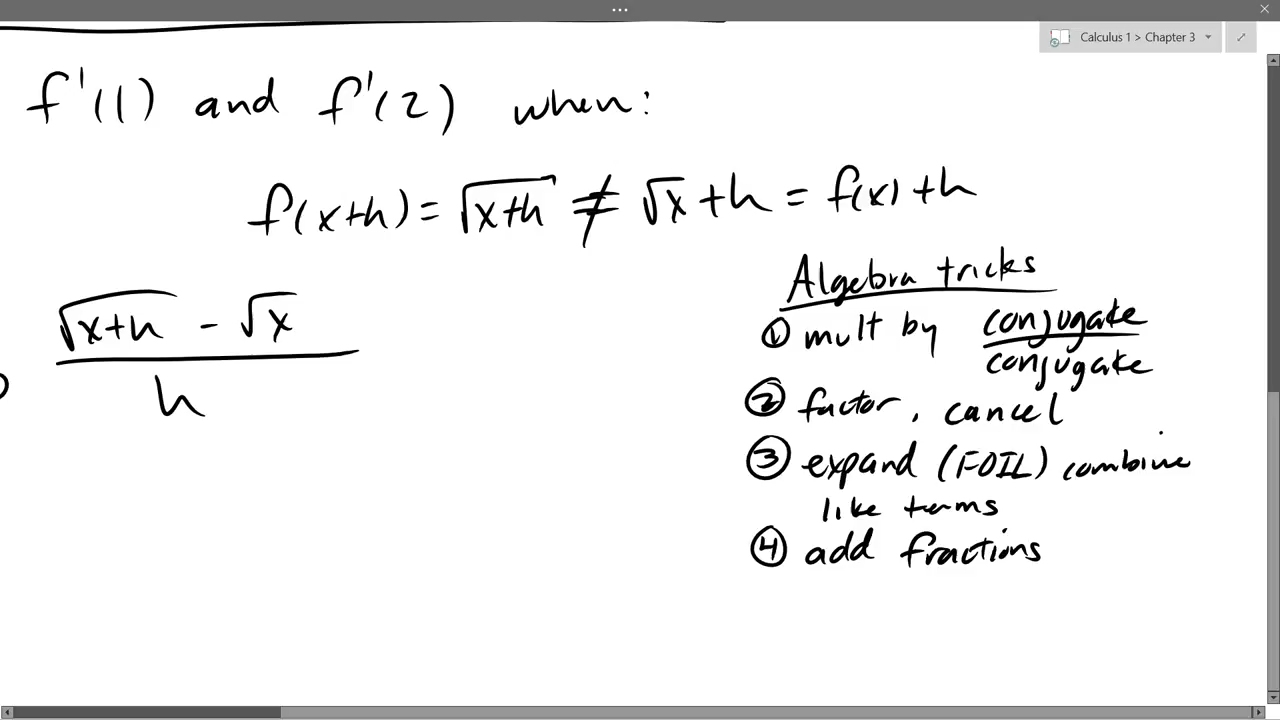 Calculus 1 > Chapter 3
f'(1) and f'(2) when:
f(x+h) = √(x+h) ≠ √x + h = f(x) + h
Algebra tricks
√(x+h) - √x
h
① mult by conjugate
conjugate
② factor, cancel
③ expand (FOIL) combine
like terms
④ add fractions